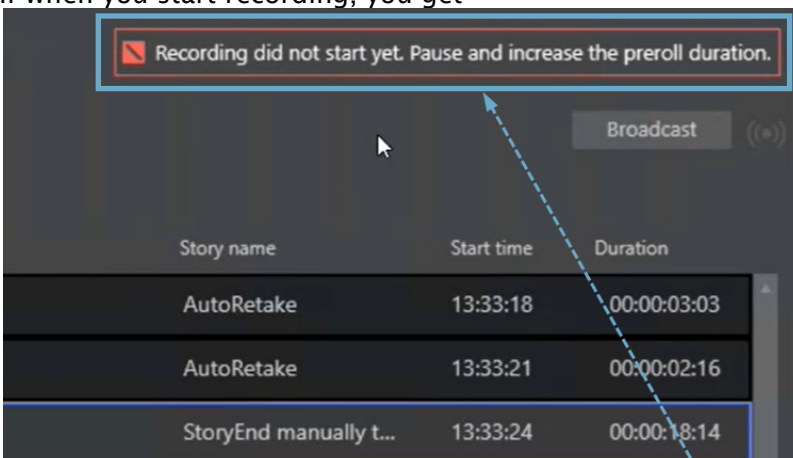 when you start recording, you get
Recording did not start yet. Pause and increase the preroll duration.
Broadcast
Story name Start time Duration
AutoRetake 13:33:18 00:00:03:03
AutoRetake 13:33:21 00:00:02:16
StoryEnd manually t... 13:33:24 00:00:18:14